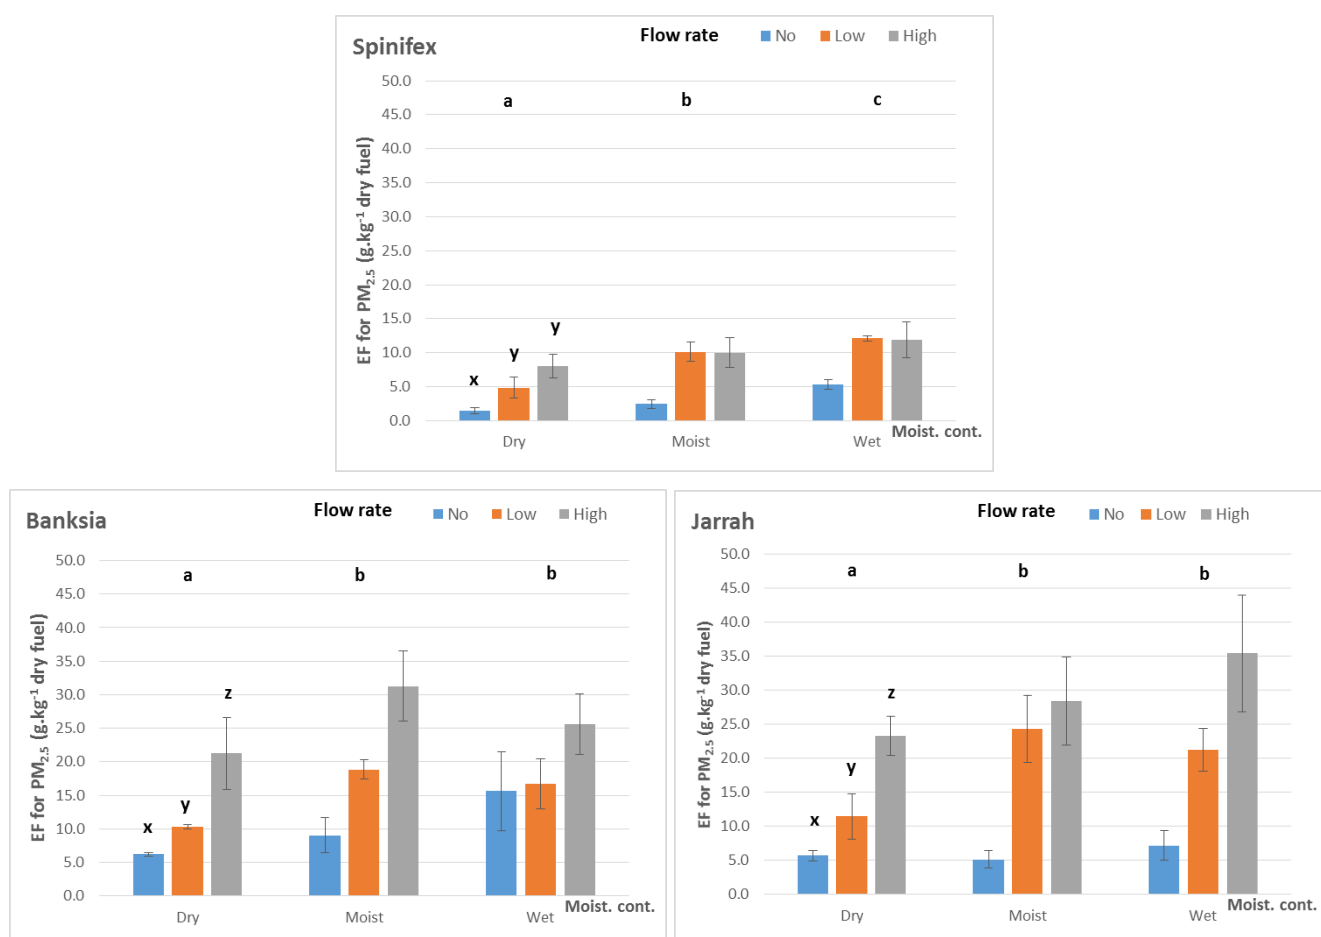 Flow rate No Low High
Spinifex
50.0
a b c
45.0
40.0
35.0
30.0
25.0
20.0
15.0
y
10.0
y
x
5.0
0.0
EF for PM2.5 (g.kg-1 dry fuel)
Dry Moist Wet Moist. cont.
Flow rate No Low High
Banksia
50.0
a b b
45.0
40.0
35.0
30.0
z
25.0
20.0
15.0
y
x
10.0
5.0
0.0
EF for PM2.5 (g.kg-1 dry fuel)
Dry Moist Wet Moist. cont.
Flow rate No Low High
Jarrah
50.0
a b b
45.0
40.0
35.0
30.0
z
25.0
20.0
y
15.0
x
10.0
5.0
0.0
EF for PM2.5 (g.kg-1 dry fuel)
Dry Moist Wet Moist. cont.